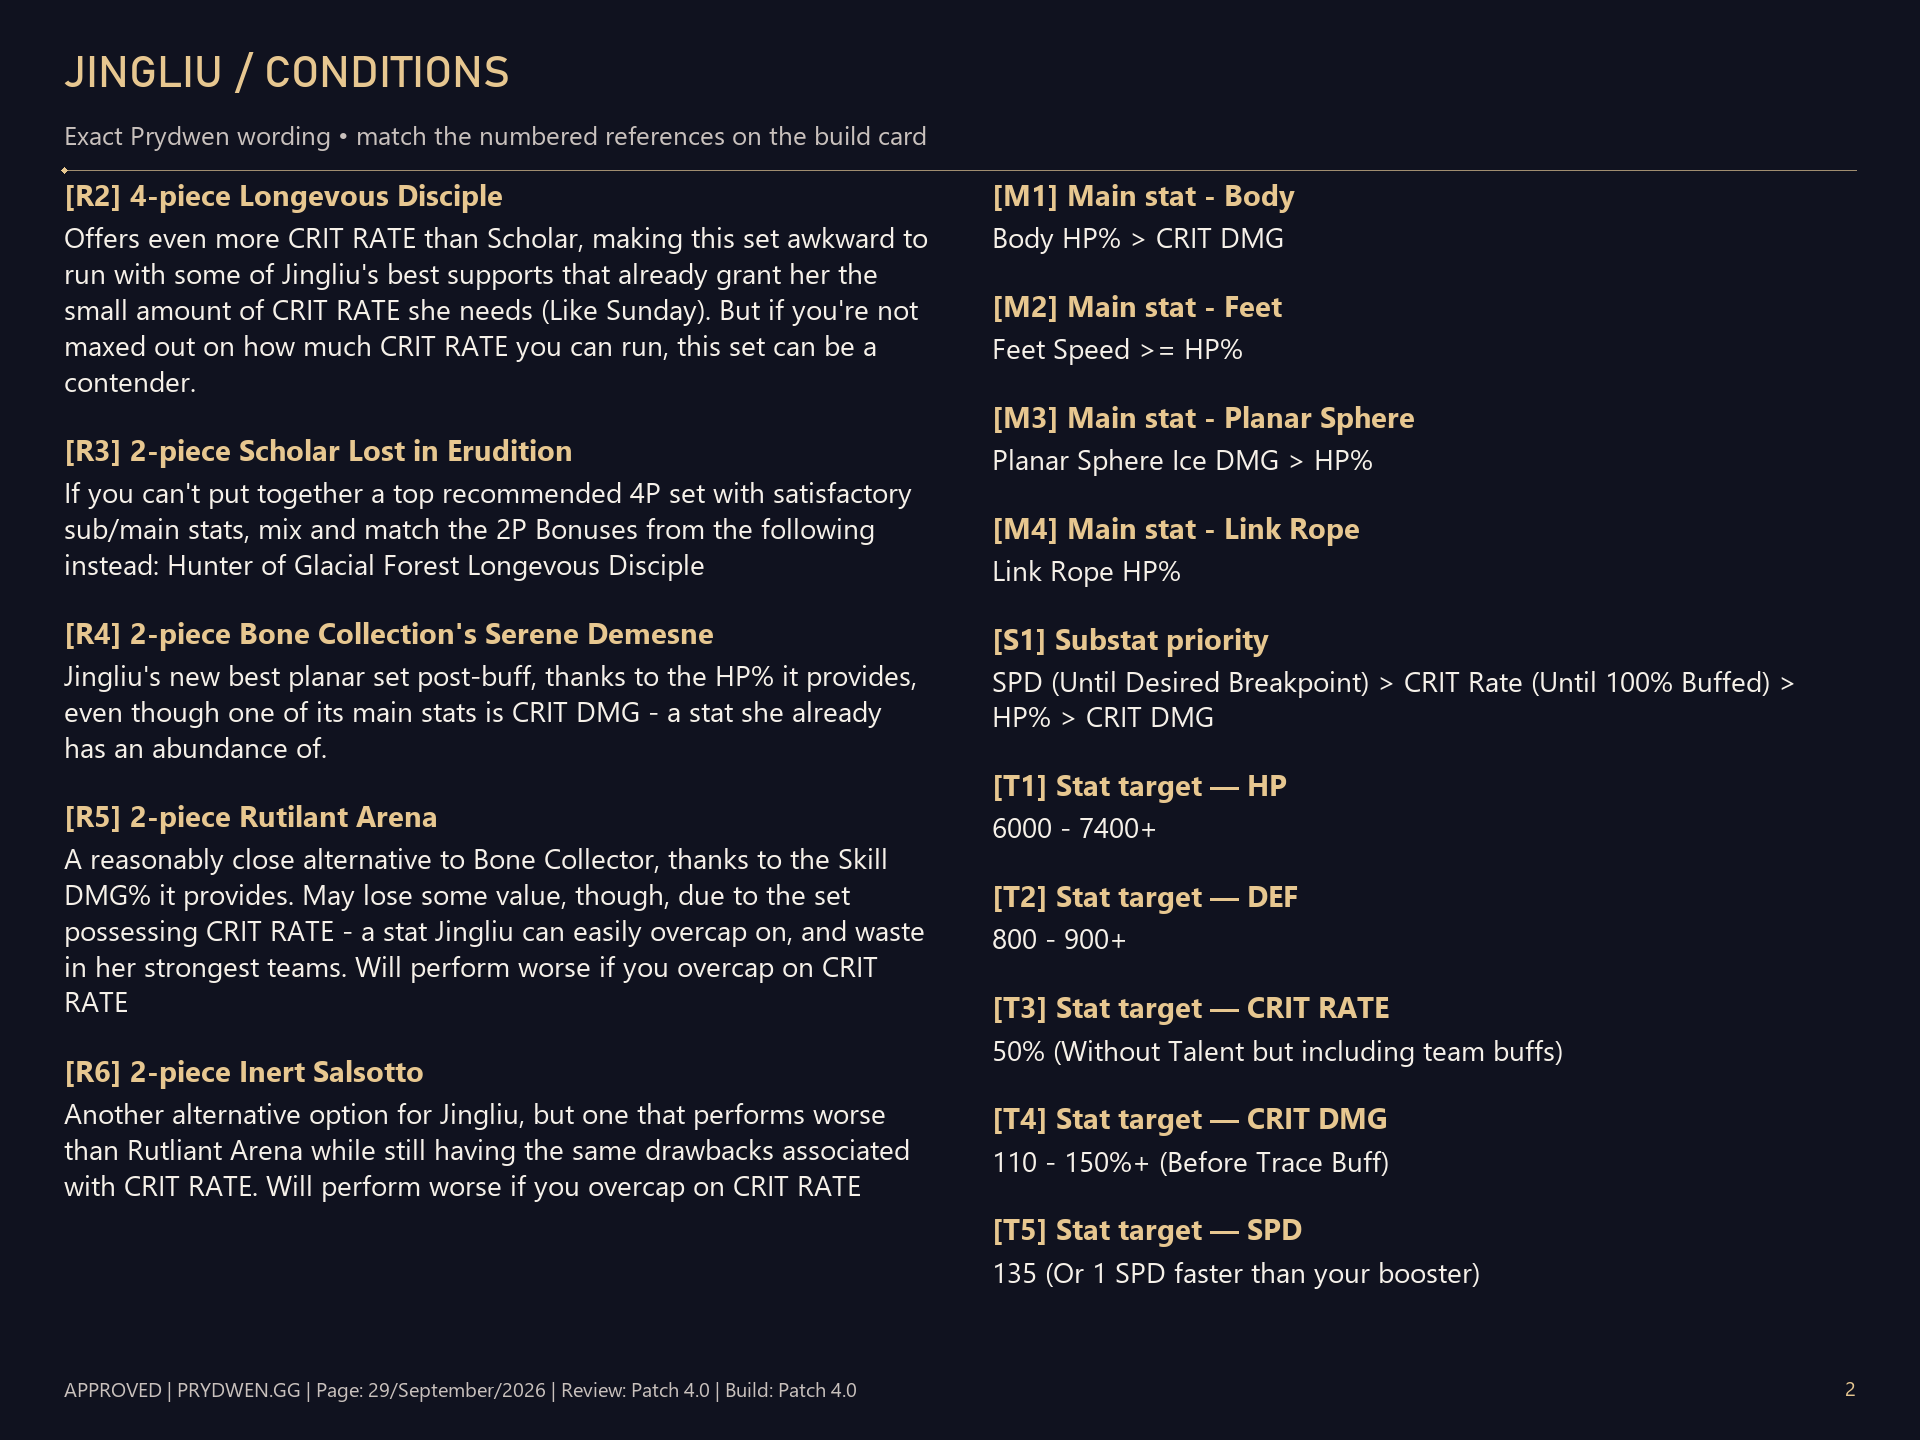 JINGLIU / CONDITIONS
Exact Prydwen wording • match the numbered references on the build card
[R2] 4-piece Longevous Disciple
Offers even more CRIT RATE than Scholar, making this set awkward to
run with some of Jingliu's best supports that already grant her the
small amount of CRIT RATE she needs (Like Sunday). But if you're not
maxed out on how much CRIT RATE you can run, this set can be a
contender.
[R3] 2-piece Scholar Lost in Erudition
If you can't put together a top recommended 4P set with satisfactory
sub/main stats, mix and match the 2P Bonuses from the following
instead: Hunter of Glacial Forest Longevous Disciple
[R4] 2-piece Bone Collection's Serene Demesne
Jingliu's new best planar set post-buff, thanks to the HP% it provides,
even though one of its main stats is CRIT DMG - a stat she already
has an abundance of.
[R5] 2-piece Rutilant Arena
A reasonably close alternative to Bone Collector, thanks to the Skill
DMG% it provides. May lose some value, though, due to the set
possessing CRIT RATE - a stat Jingliu can easily overcap on, and waste
in her strongest teams. Will perform worse if you overcap on CRIT
RATE
[R6] 2-piece Inert Salsotto
Another alternative option for Jingliu, but one that performs worse
than Rutliant Arena while still having the same drawbacks associated
with CRIT RATE. Will perform worse if you overcap on CRIT RATE
[M1] Main stat - Body
Body HP% > CRIT DMG
[M2] Main stat - Feet
Feet Speed >= HP%
[M3] Main stat - Planar Sphere
Planar Sphere Ice DMG > HP%
[M4] Main stat - Link Rope
Link Rope HP%
[S1] Substat priority
SPD (Until Desired Breakpoint) > CRIT Rate (Until 100% Buffed) >
HP% > CRIT DMG
[T1] Stat target — HP
6000 - 7400+
[T2] Stat target — DEF
800 - 900+
[T3] Stat target — CRIT RATE
50% (Without Talent but including team buffs)
[T4] Stat target — CRIT DMG
110 - 150%+ (Before Trace Buff)
[T5] Stat target — SPD
135 (Or 1 SPD faster than your booster)
APPROVED | PRYDWEN.GG | Page: 29/September/2026 | Review: Patch 4.0 | Build: Patch 4.0
2